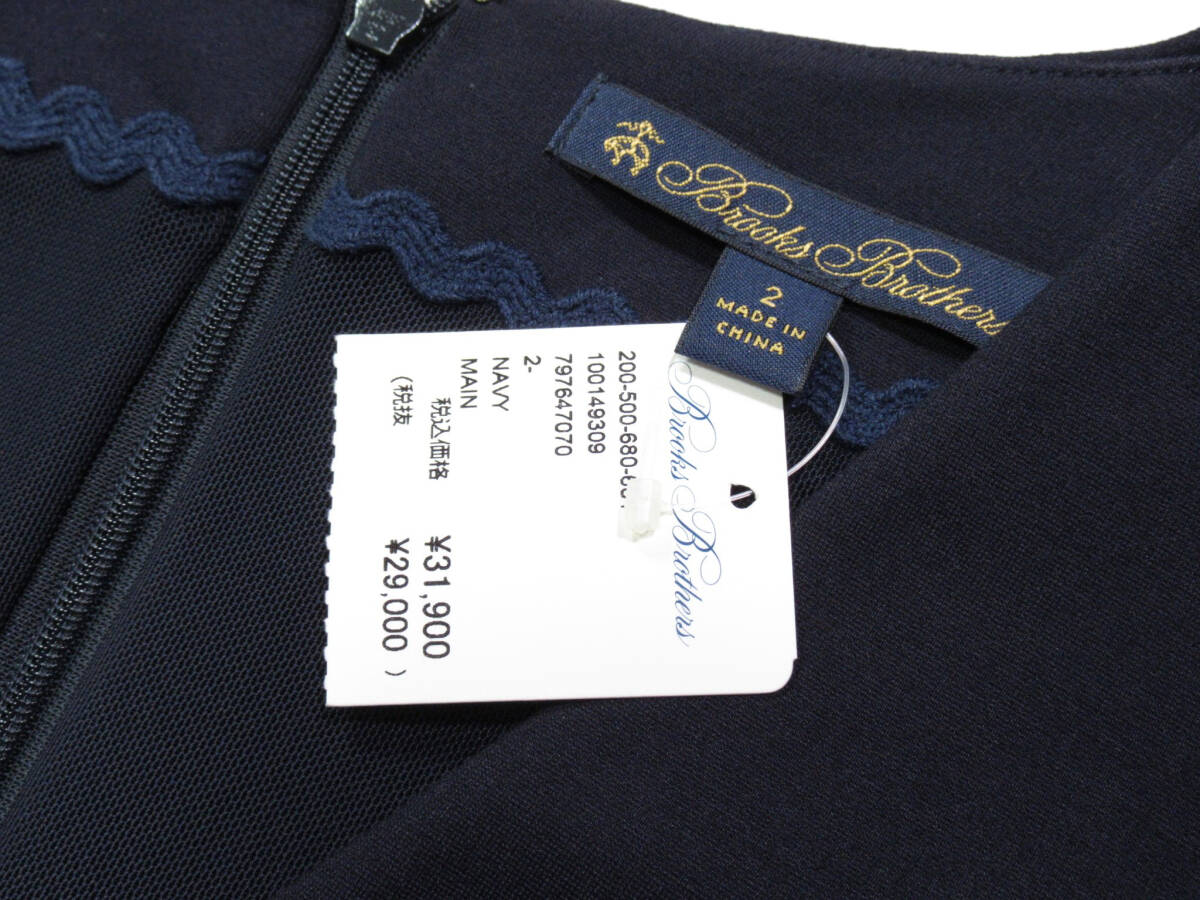 Brooks Brothers
2
MADE IN
CHINA
Brooks Brothers
200-500-680-
100149309
797647070
2-
NAVY
MAIN
税込価格 ¥31,900
(税抜 ¥29,000 )